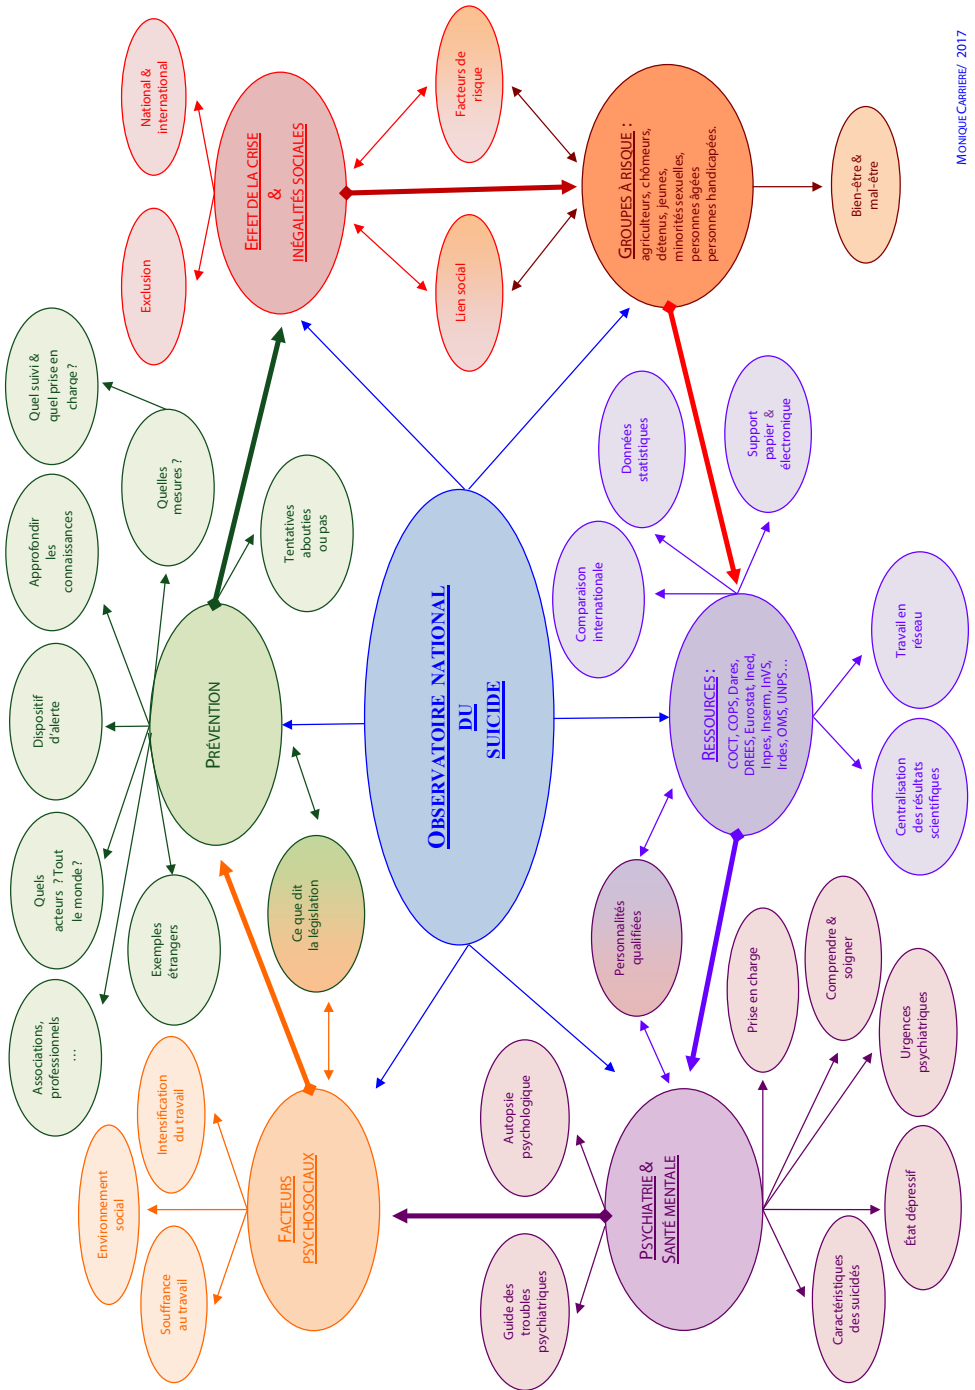 Associations,
professionnels
…
Quels
acteurs ? Tout
le monde ?
Dispositif
d'alerte
Approfondir
les
connaissances
Quel suivi &
quel prise en
charge ?
Exemples
étrangers
Quelles
mesures ?
PRÉVENTION
Tentatives
abouties
ou pas
Ce que dit
la législation
Environnement
social
Souffrance
au travail
Intensification
du travail
FACTEURS
PSYCHOSOCIAUX
Exclusion
National &
international
EFFET DE LA CRISE
&
INÉGALITÉS SOCIALES
Lien social
Facteurs de
risque
OBSERVATOIRE NATIONAL
DU
SUICIDE
Guide des
troubles
psychiatriques
Autopsie
psychologique
PSYCHIATRIE &
SANTÉ MENTALE
Personnalités
qualifiées
Prise en charge
Comprendre &
soigner
Urgences
psychiatriques
État dépressif
Caractéristiques
des suicidés
Comparaison
internationale
Données
statistiques
Support
papier &
électronique
RESSOURCES :
COCT, COPS, Dares,
DREES, Eurostat, Ined,
Inpes, Inserm, InVS,
Irdes, OMS, UNPS…
Centralisation
des résultats
scientifiques
Travail en
réseau
GROUPES À RISQUE :
agriculteurs, chômeurs,
détenus, jeunes,
minorités sexuelles,
personnes âgées
personnes handicapées.
Bien-être &
mal-être
MONIQUE CARRIERE/ 2017